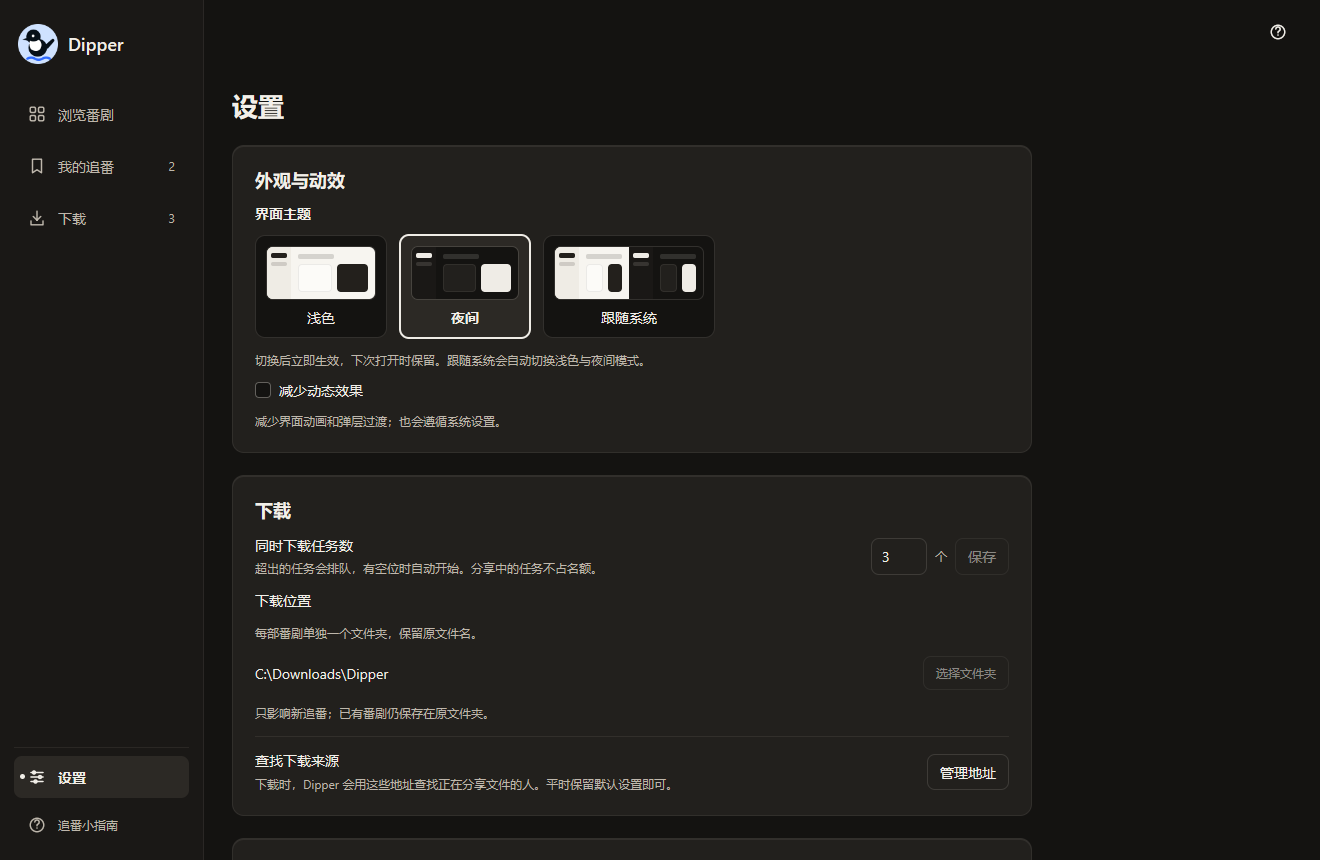 Dipper
浏览番剧
我的追番 2
下载 3
设置
追番小指南
设置
外观与动效
界面主题
浅色
夜间
跟随系统
切换后立即生效，下次打开时保留。跟随系统会自动切换浅色与夜间模式。
减少动态效果
减少界面动画和弹层过渡；也会遵循系统设置。
下载
同时下载任务数
超出的任务会排队，有空位时自动开始。分享中的任务不占名额。
3 个 保存
下载位置
每部番剧单独一个文件夹，保留原文件名。
C:\Downloads\Dipper
选择文件夹
只影响新追番；已有番剧仍保存在原文件夹。
查找下载来源
下载时，Dipper 会用这些地址查找正在分享文件的人。平时保留默认设置即可。
管理地址